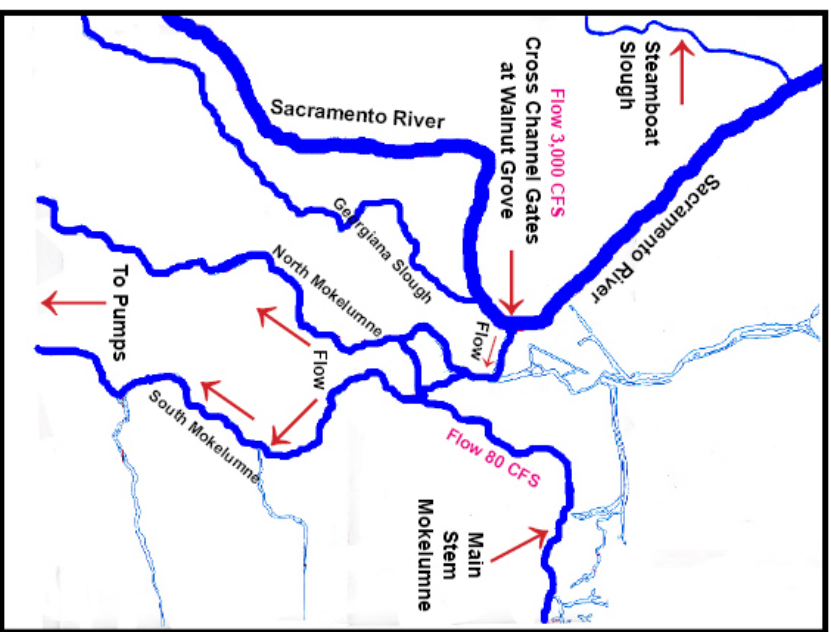 Steamboat
Slough
Sacramento River
Flow 3,000 CFS
Cross Channel Gates
at Walnut Grove
Sacramento River
Georgiana Slough
North Mokelumne
Flow
Flow
To Pumps
South Mokelumne
Flow 80 CFS
Main
Stem
Mokelumne